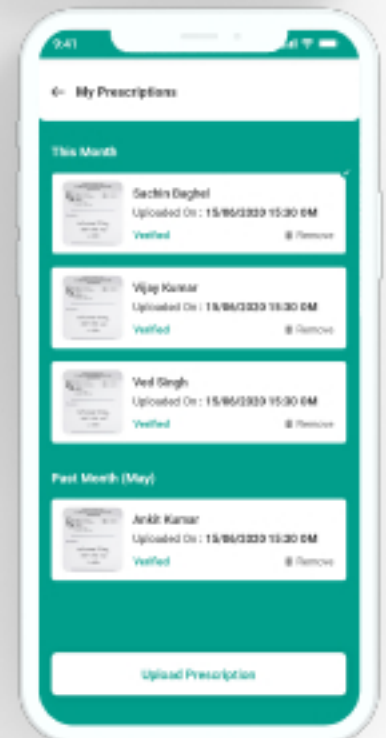 9:41
← My Prescriptions
This Month
Sachin Baghel
Uploaded On : 15/06/2020 15:30 0M
Verified Remove
Vijay Kumar
Uploaded On : 15/06/2020 15:30 0M
Verified Remove
Ved Singh
Uploaded On : 15/06/2020 15:30 0M
Verified Remove
Past Month (May)
Ankit Kumar
Uploaded On : 15/06/2020 15:30 0M
Verified Remove
Upload Prescription